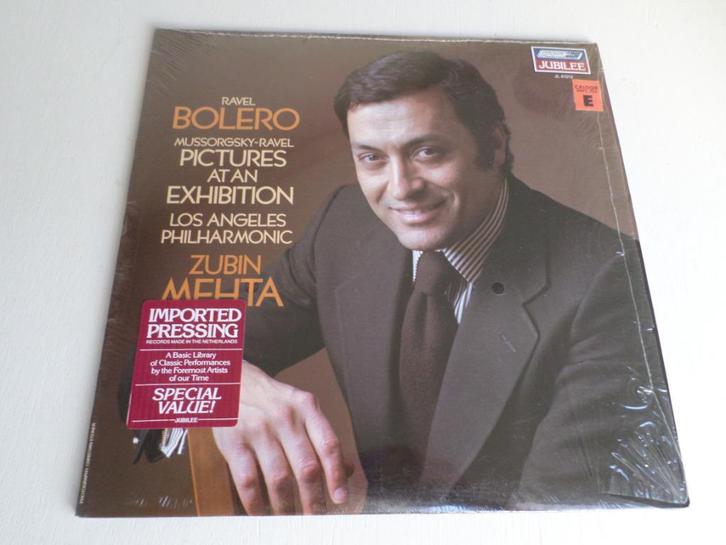 RAVEL
BOLERO
MUSSORGSKY-RAVEL
PICTURES
AT AN
EXHIBITION
LOS ANGELES
PHILHARMONIC
ZUBIN
MEHTA
JUBILEE
E
IMPORTED
PRESSING
RECORDS MADE IN THE NETHERLANDS
A Basic Library
of Classic Performances
by the Foremost Artists
of our Time
SPECIAL
VALUE!
JUBILEE